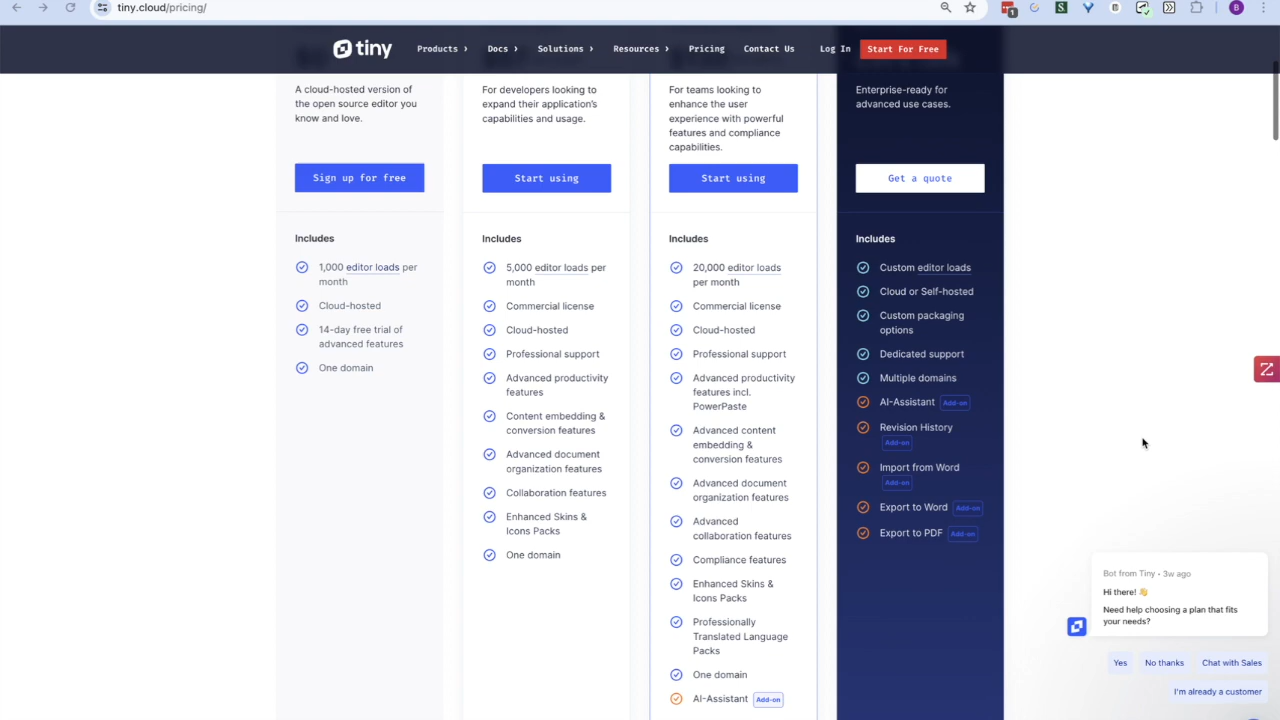 tiny.cloud/pricing/
1
B
tiny
Products ›
Docs ›
Solutions ›
Resources ›
Pricing
Contact Us
Log In
Start For Free
A cloud-hosted version of
the open source editor you
know and love.
Sign up for free
Includes
1,000 editor loads per
month
Cloud-hosted
14-day free trial of
advanced features
One domain
For developers looking to
expand their application's
capabilities and usage.
Start using
Includes
5,000 editor loads per
month
Commercial license
Cloud-hosted
Professional support
Advanced productivity
features
Content embedding &
conversion features
Advanced document
organization features
Collaboration features
Enhanced Skins &
Icons Packs
One domain
For teams looking to
enhance the user
experience with powerful
features and compliance
capabilities.
Start using
Includes
20,000 editor loads
per month
Commercial license
Cloud-hosted
Professional support
Advanced productivity
features incl.
PowerPaste
Advanced content
embedding &
conversion features
Advanced document
organization features
Advanced
collaboration features
Compliance features
Enhanced Skins &
Icons Packs
Professionally
Translated Language
Packs
One domain
AI-Assistant Add-on
Enterprise-ready for
advanced use cases.
Get a quote
Includes
Custom editor loads
Cloud or Self-hosted
Custom packaging
options
Dedicated support
Multiple domains
AI-Assistant Add-on
Revision History
Add-on
Import from Word
Add-on
Export to Word Add-on
Export to PDF Add-on
Bot from Tiny • 3w ago
Hi there! 👋
Need help choosing a plan that fits
your needs?
Yes
No thanks
Chat with Sales
I'm already a customer